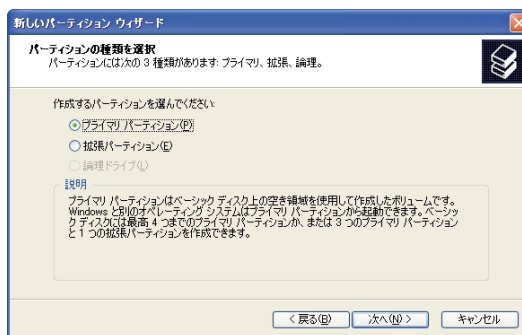 新しいパーティション ウィザード
パーティションの種類を選択
パーティションには次の 3 種類があります: プライマリ、拡張、論理。
作成するパーティションを選んでください:
プライマリ パーティション(P)
拡張パーティション(E)
論理ドライブ(L)
説明
プライマリ パーティションはベーシック ディスク上の空き領域を使用して作成したボリュームです。
Windows と別のオペレーティング システムはプライマリ パーティションから起動できます。ベーシッ
ク ディスクには最高 4 つまでのプライマリ パーティションか、または 3 つのプライマリ パーティション
と 1 つの拡張パーティションを作成できます。
< 戻る(B)
次へ(N) >
キャンセル